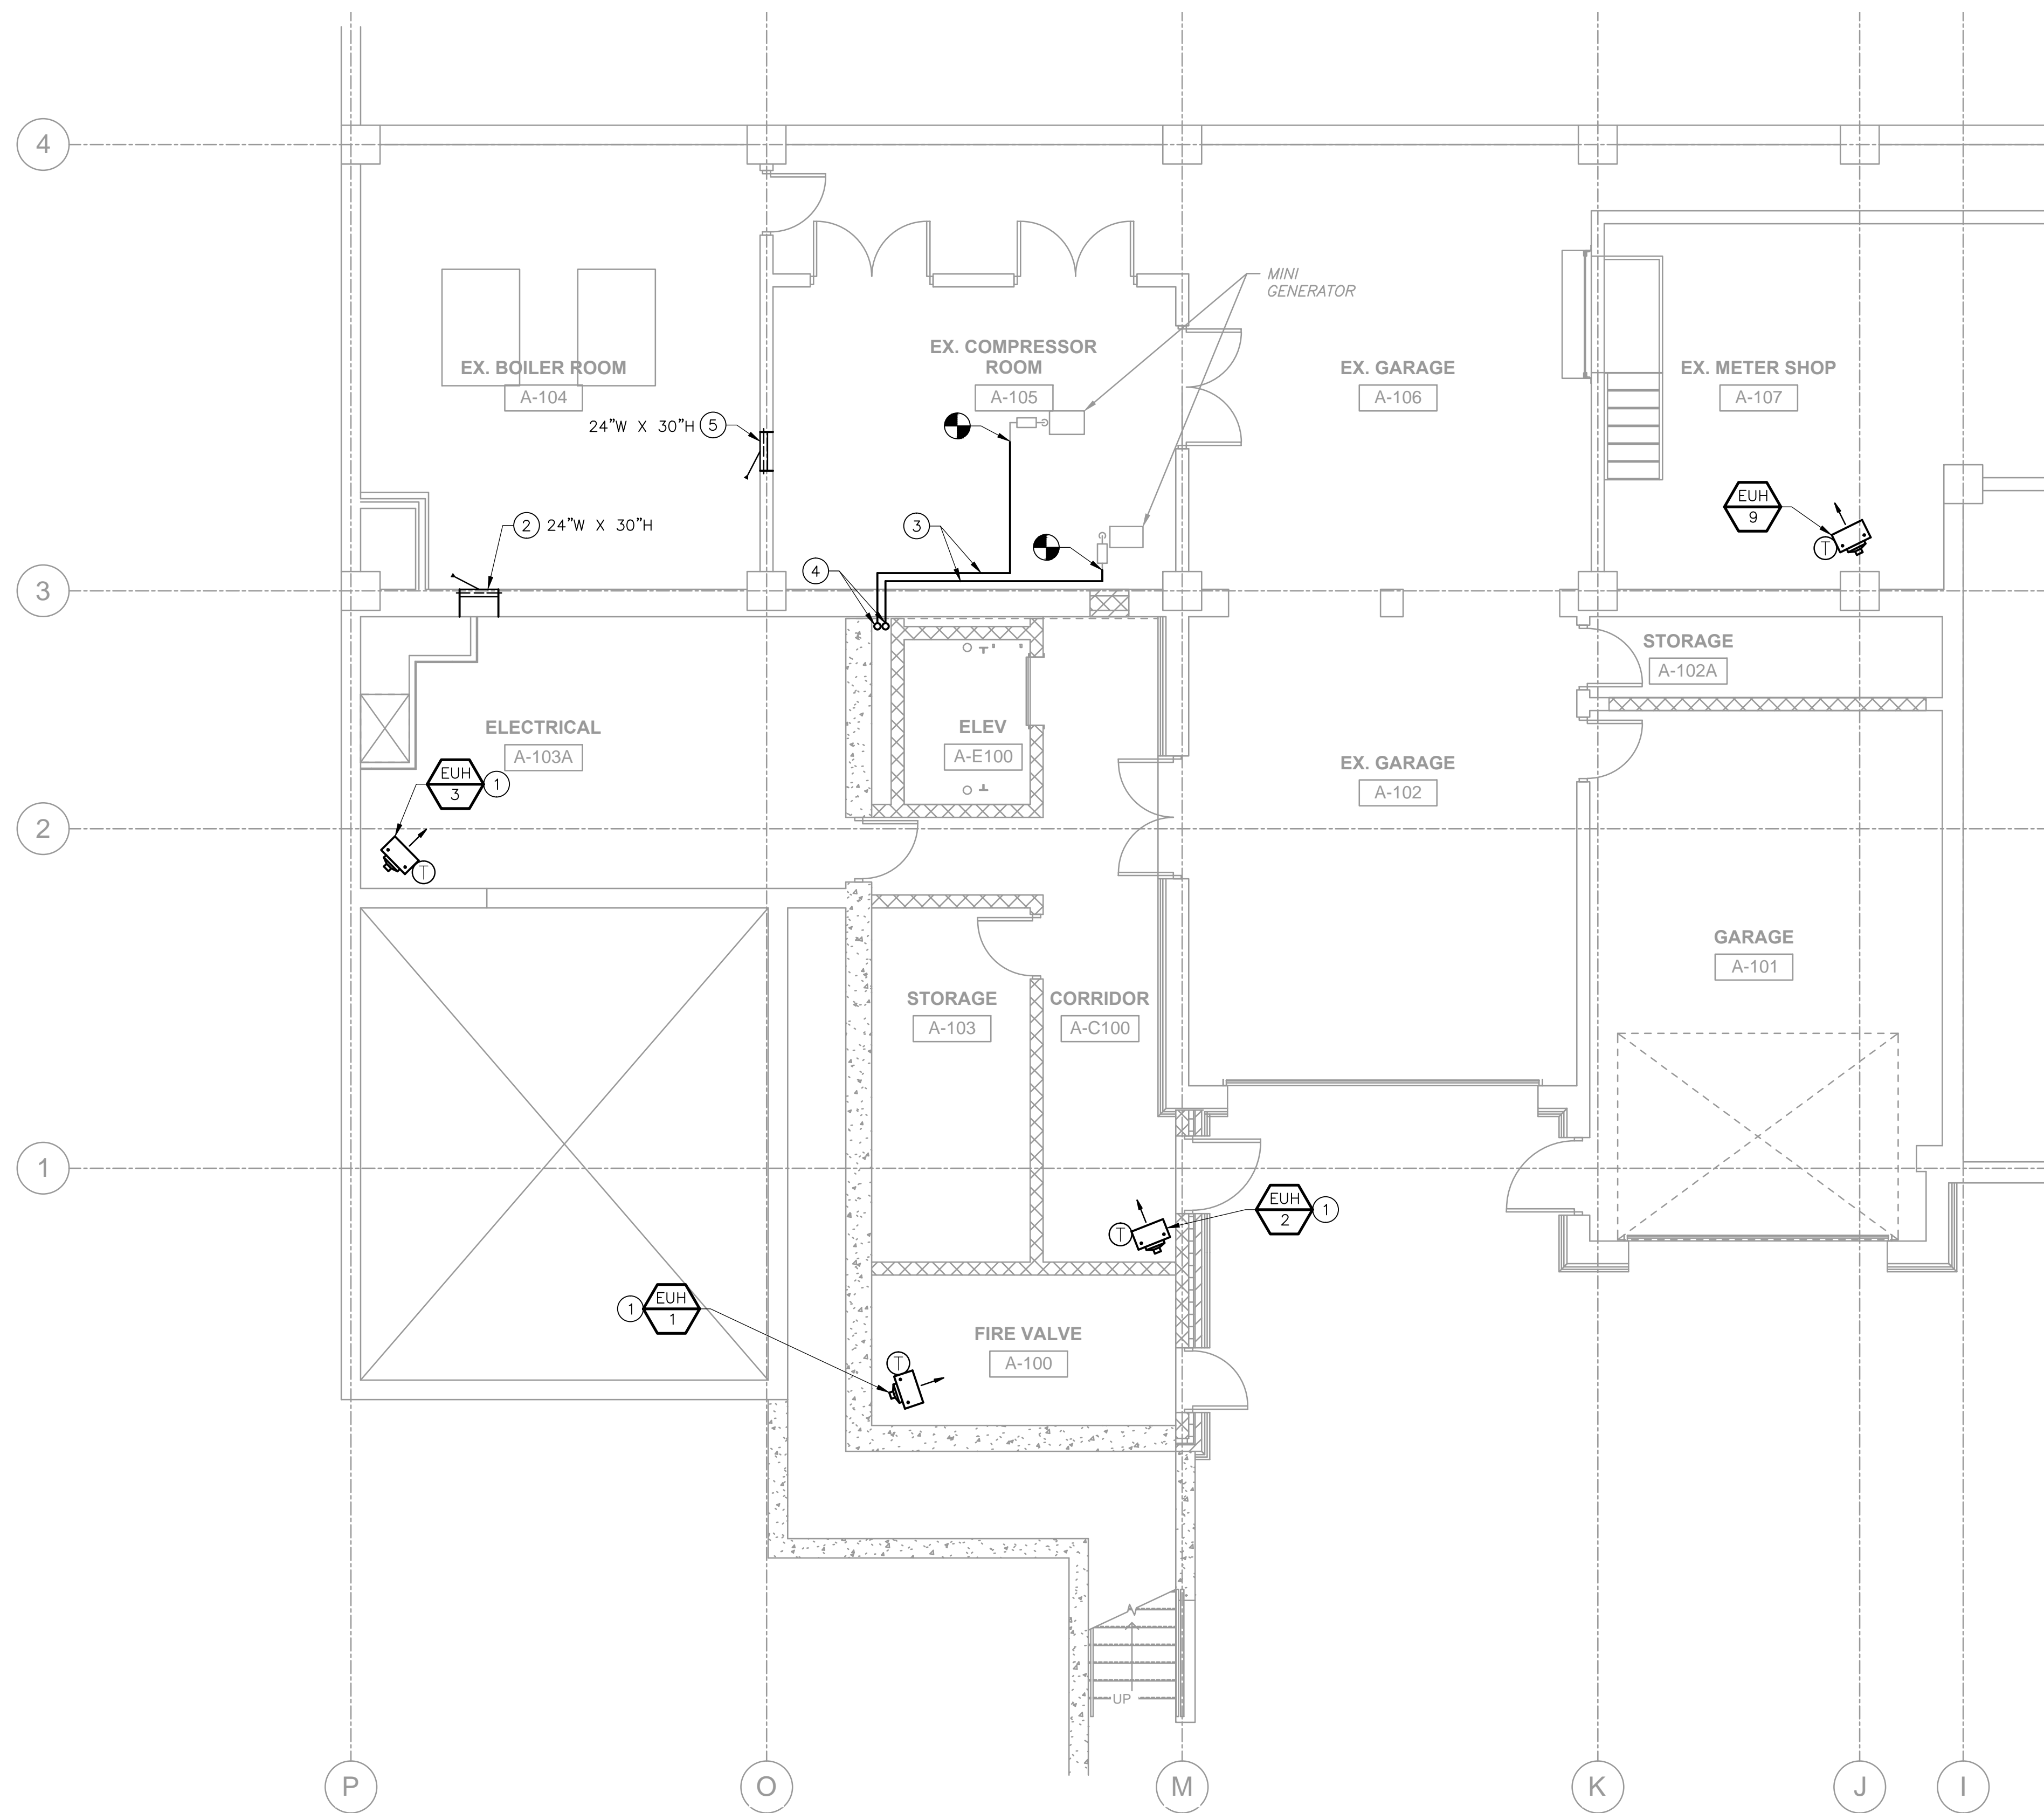 4
MINI
GENERATOR
EX. BOILER ROOM
A-104
EX. COMPRESSOR
ROOM
A-105
EX. GARAGE
A-106
EX. METER SHOP
A-107
24"W X 30"H 5
2 24"W X 30"H
3
4
EUH
9
T
3
STORAGE
A-102A
ELECTRICAL
A-103A
ELEV
A-E100
EX. GARAGE
A-102
EUH
3
1
T
2
GARAGE
A-101
STORAGE
A-103
CORRIDOR
A-C100
1
EUH
2
1
T
1
EUH
1
T
FIRE VALVE
A-100
UP
P
O
M
K
J
I